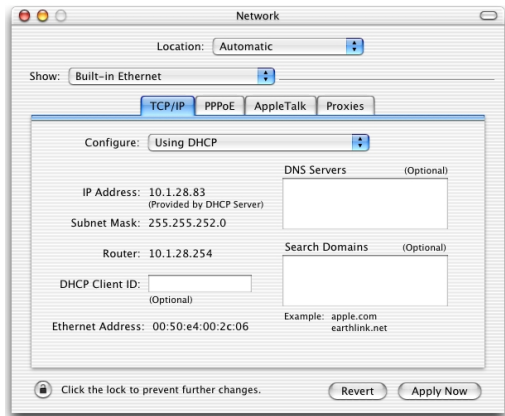 Network
Location: Automatic
Show: Built-in Ethernet
TCP/IP PPPoE AppleTalk Proxies
Configure: Using DHCP
DNS Servers (Optional)
IP Address: 10.1.28.83
(Provided by DHCP Server)
Subnet Mask: 255.255.252.0
Router: 10.1.28.254
Search Domains (Optional)
DHCP Client ID:
(Optional)
Example: apple.com
earthlink.net
Ethernet Address: 00:50:e4:00:2c:06
Click the lock to prevent further changes.
Revert Apply Now